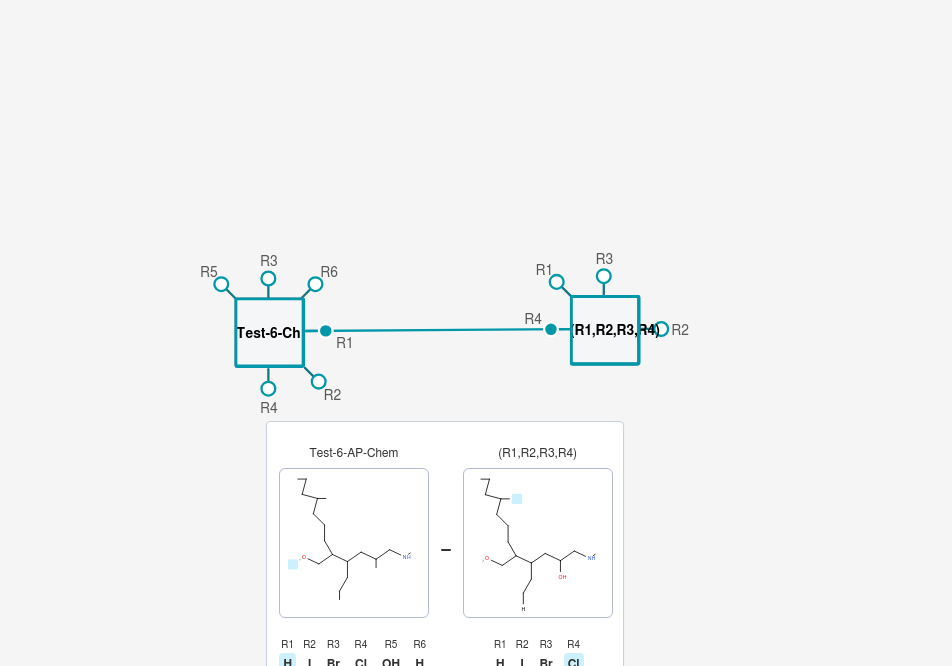 R5 R3 R6
R1 R3
Test-6-Ch R1
R4 (R1,R2,R3,R4) R2
R2
R4
Test-6-AP-Chem (R1,R2,R3,R4)
O NH
O NH
OH
H
R1 R2 R3 R4 R5 R6 R1 R2 R3 R4
H I Br Cl OH H H I Br Cl